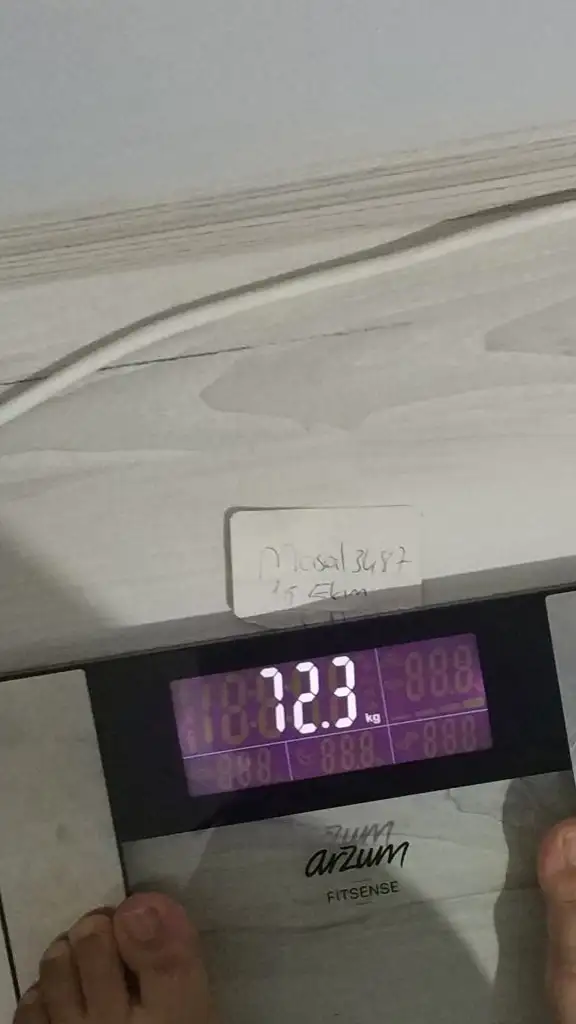 Masal3487
15 Ekim
72.3 kg
arzum
FITSENSE